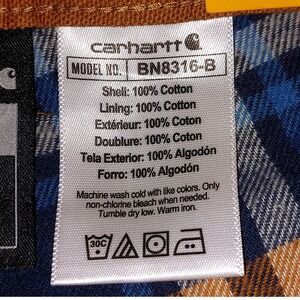 carhartt
MODEL NO. BN8316-B
Shell: 100% Cotton
Lining: 100% Cotton
Extérieur: 100% Coton
Doublure: 100% Coton
Tela Exterior: 100% Algodón
Forro: 100% Algodón
Machine wash cold with like colors. Only
non-chlorine bleach when needed.
Tumble dry low. Warm iron.
30C